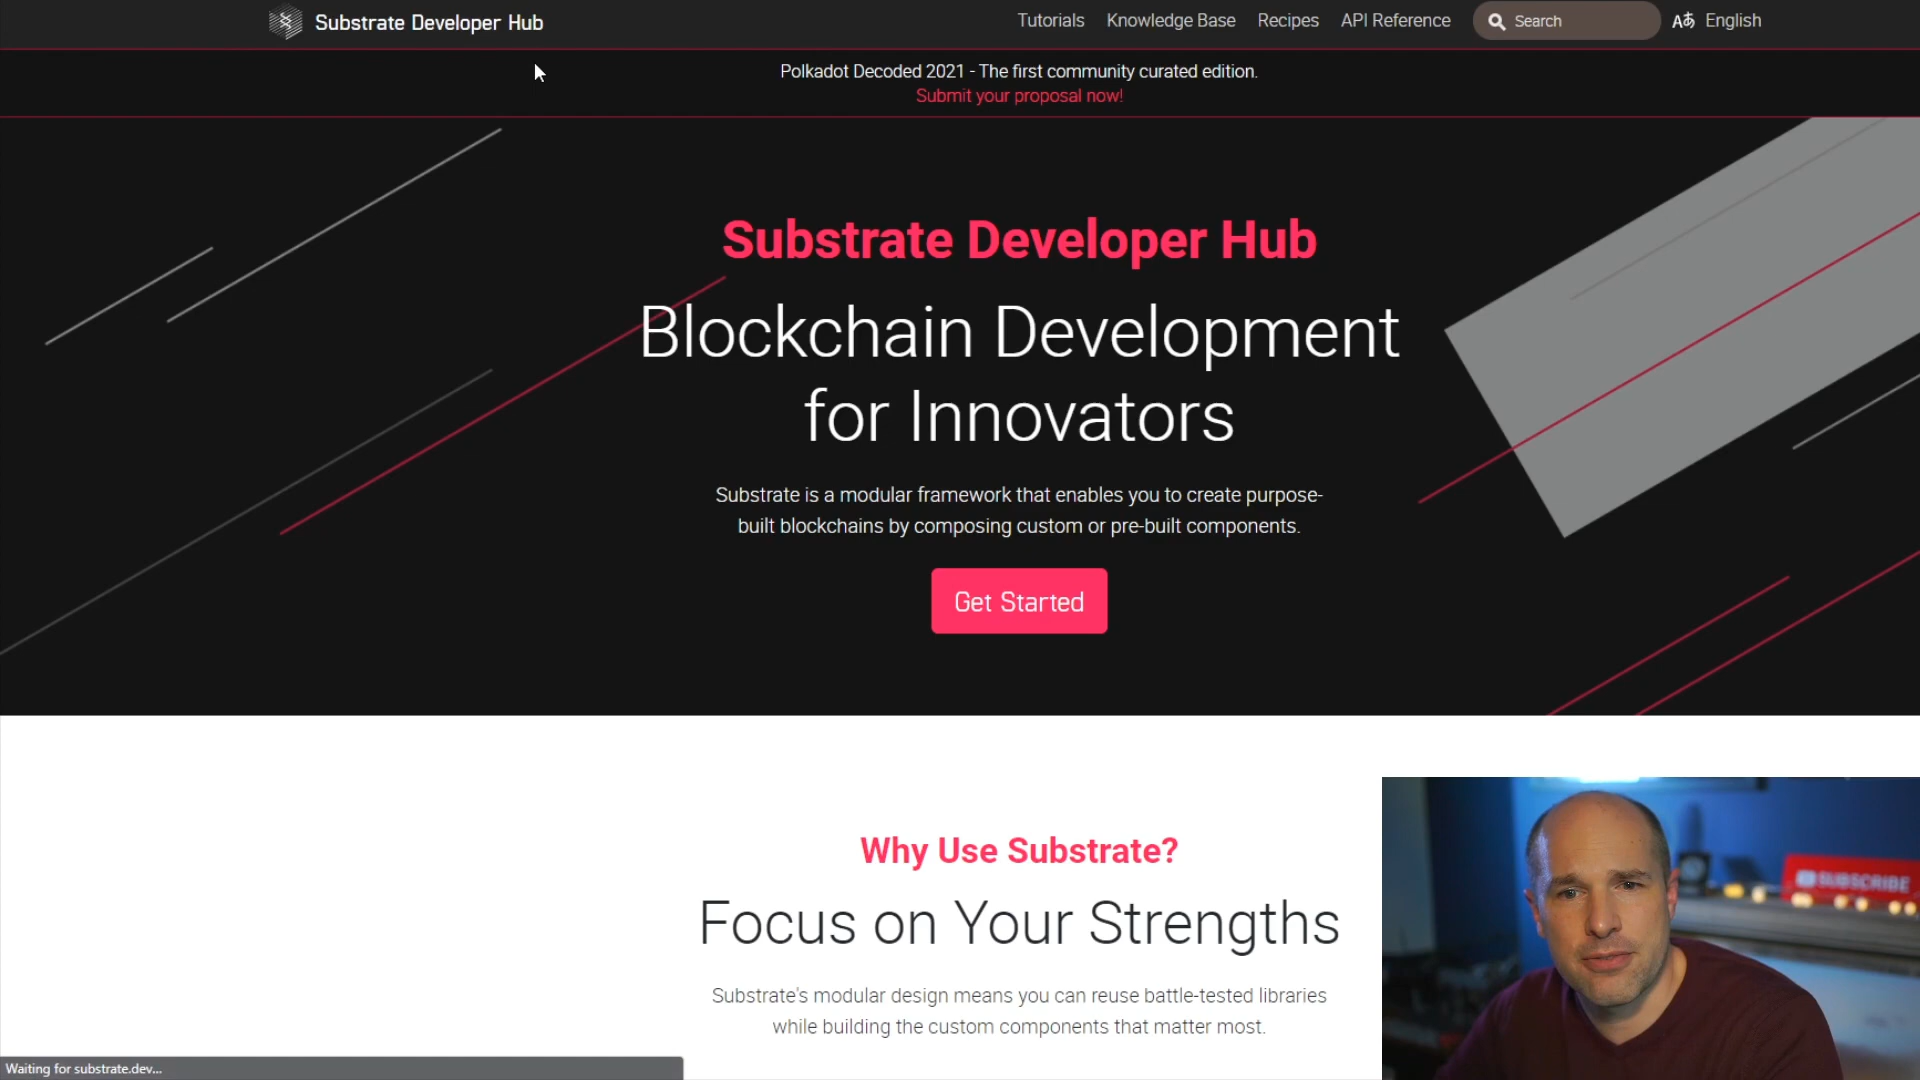 Substrate Developer Hub
Tutorials
Knowledge Base
Recipes
API Reference
Search
Aあ English
Polkadot Decoded 2021 - The first community curated edition.
Submit your proposal now!
Substrate Developer Hub
Blockchain Development
for Innovators
Substrate is a modular framework that enables you to create purpose-
built blockchains by composing custom or pre-built components.
Get Started
Why Use Substrate?
Focus on Your Strengths
Substrate's modular design means you can reuse battle-tested libraries
while building the custom components that matter most.
SUBSCRIBE
Waiting for substrate.dev...